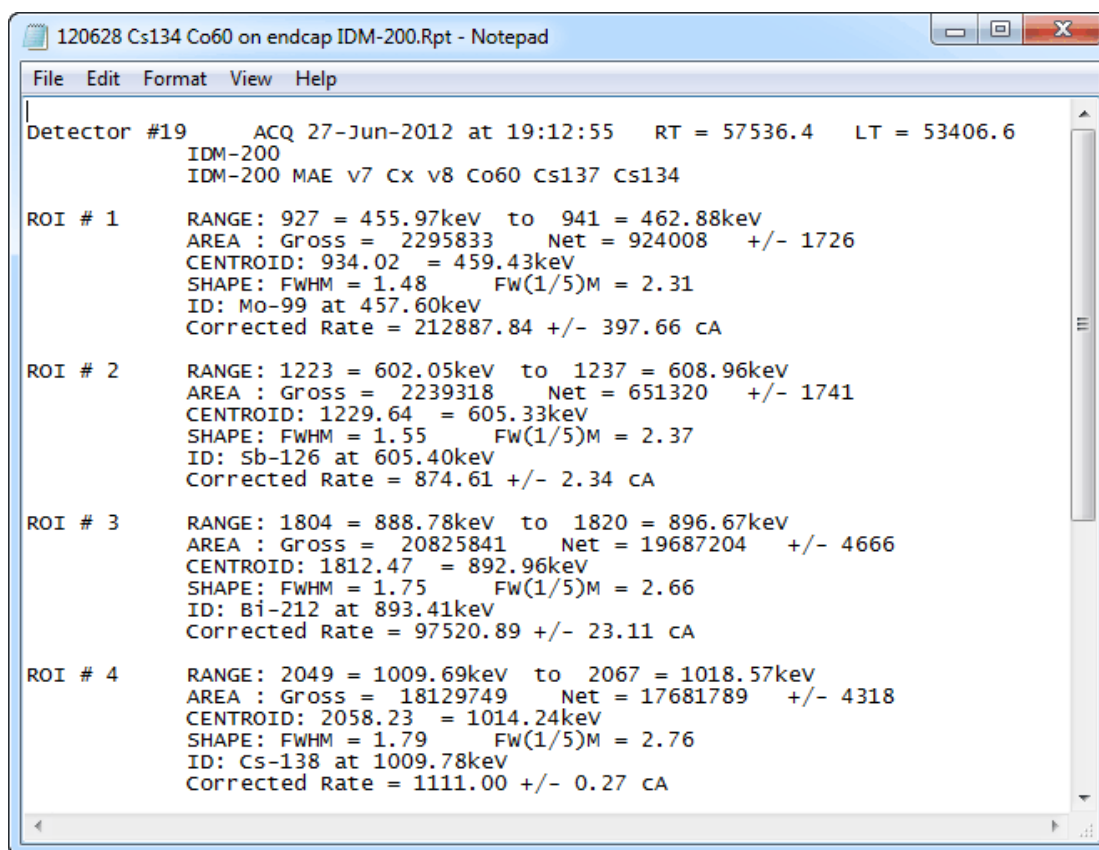 120628 Cs134 Co60 on endcap IDM-200.Rpt - Notepad
File Edit Format View Help
Detector #19 ACQ 27-Jun-2012 at 19:12:55 RT = 57536.4 LT = 53406.6
IDM-200
IDM-200 MAE v7 Cx v8 Co60 Cs137 Cs134
ROI # 1 RANGE: 927 = 455.97keV to 941 = 462.88keV
AREA : Gross = 2295833 Net = 924008 +/- 1726
CENTROID: 934.02 = 459.43keV
SHAPE: FWHM = 1.48 FW(1/5)M = 2.31
ID: Mo-99 at 457.60keV
Corrected Rate = 212887.84 +/- 397.66 cA
ROI # 2 RANGE: 1223 = 602.05keV to 1237 = 608.96keV
AREA : Gross = 2239318 Net = 651320 +/- 1741
CENTROID: 1229.64 = 605.33keV
SHAPE: FWHM = 1.55 FW(1/5)M = 2.37
ID: Sb-126 at 605.40keV
Corrected Rate = 874.61 +/- 2.34 cA
ROI # 3 RANGE: 1804 = 888.78keV to 1820 = 896.67keV
AREA : Gross = 20825841 Net = 19687204 +/- 4666
CENTROID: 1812.47 = 892.96keV
SHAPE: FWHM = 1.75 FW(1/5)M = 2.66
ID: Bi-212 at 893.41keV
Corrected Rate = 97520.89 +/- 23.11 cA
ROI # 4 RANGE: 2049 = 1009.69keV to 2067 = 1018.57keV
AREA : Gross = 18129749 Net = 17681789 +/- 4318
CENTROID: 2058.23 = 1014.24keV
SHAPE: FWHM = 1.79 FW(1/5)M = 2.76
ID: Cs-138 at 1009.78keV
Corrected Rate = 1111.00 +/- 0.27 cA